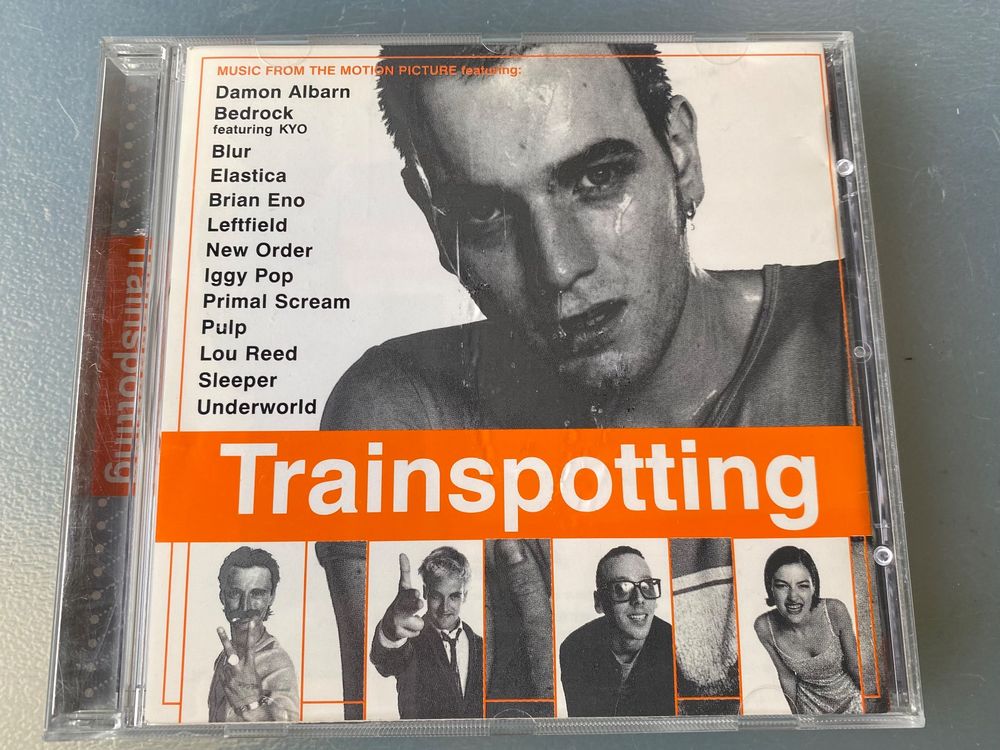 MUSIC FROM THE MOTION PICTURE featuring:
Damon Albarn
Bedrock
featuring KYO
Blur
Elastica
Brian Eno
Leftfield
New Order
Iggy Pop
Primal Scream
Pulp
Lou Reed
Sleeper
Underworld
Trainspotting
Trainspotting